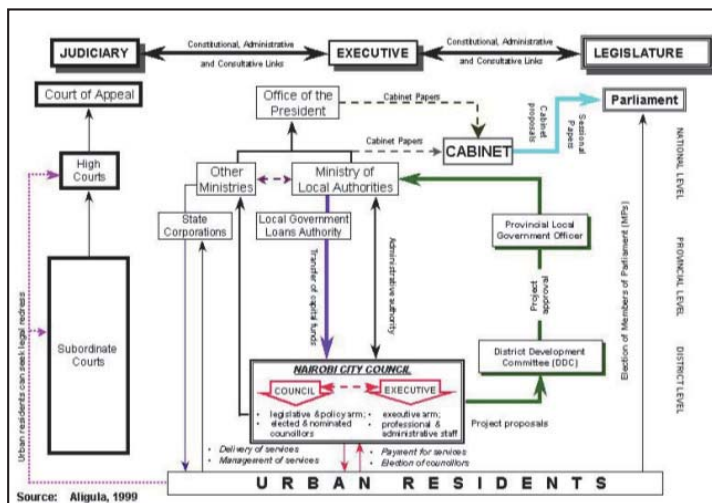 JUDICIARY
Constitutional, Administrative
and Consultative Links
EXECUTIVE
Constitutional, Administrative
and Consultative Links
LEGISLATURE
Court of Appeal
Office of the
President
Cabinet Papers
Cabinet
proposals
Sessional
Papers
Parliament
Cabinet Papers
CABINET
High
Courts
Other
Ministries
Ministry of
Local Authorities
NATIONAL LEVEL
State
Corporations
Local Government
Loans Authority
Provincial Local
Government Officer
PROVINCIAL LEVEL
Transfer of
capital funds
Administrative
authority
Project
approval
Election of Members of Parliament (MPs)
Urban residents can seek legal redress
Subordinate
Courts
District Development
Committee (DDC)
DISTRICT LEVEL
NAIROBI CITY COUNCIL
COUNCIL
EXECUTIVE
• legislative & policy arm;
• elected & nominated
councillors
• executive arm;
• professional &
administrative staff
Project proposals
• Delivery of services
• Management of services
• Payment for services
• Election of councillors
URBAN RESIDENTS
Source: Aligula, 1999